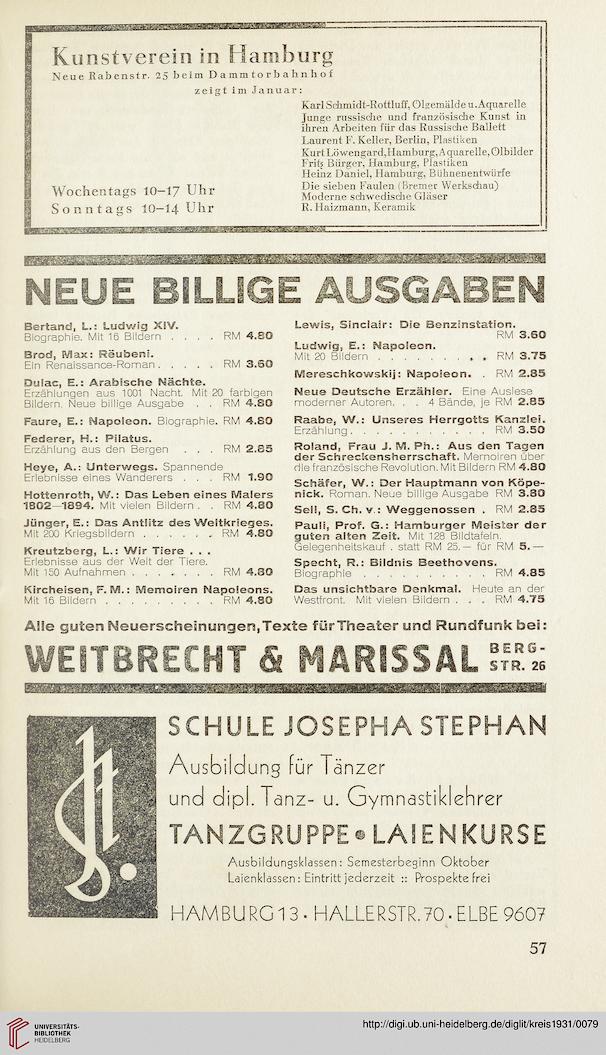 Kunstverein in Hamburg
Neue Rabenstr. 25 beim Dammtorbahnhof
zeigt im Januar:
Karl Schmidt-Rottluff, Olgemälde u. Aquarelle
Junge russische und französische Kunst in
ihren Arbeiten für das Russische Ballett
Laurent F. Keller, Berlin, Plastiken
Kurt Löwengard, Hamburg, Aquarelle, Olbilder
Fritz Bürger, Hamburg, Plastiken
Heinz Daniel, Hamburg, Bühnenentwürfe
Die sieben Faulen (Bremer Werkschau)
Moderne schwedische Gläser
R. Haizmann, Keramik
Wochentags 10–17 Uhr
Sonntags 10–14 Uhr
NEUE BILLIGE AUSGABEN
Bertand, L.: Ludwig XIV.
Biographie. Mit 16 Bildern . . . . RM 4.80
Brod, Max: Räubeni.
Ein Renaissance-Roman . . . . . RM 3.60
Dulac, E.: Arabische Nächte.
Erzählungen aus 1001 Nacht. Mit 20 farbigen
Bildern. Neue billige Ausgabe . . RM 4.80
Faure, E.: Napoleon. Biographie. RM 4.80
Federer, H.: Pilatus.
Erzählung aus den Bergen . . . RM 2.85
Heye, A.: Unterwegs. Spannende
Erlebnisse eines Wanderers . . . RM 1.90
Hottenroth, W.: Das Leben eines Malers
1802—1894. Mit vielen Bildern . . RM 4.80
Jünger, E.: Das Antlitz des Weltkrieges.
Mit 200 Kriegsbildern . . . . . . RM 4.80
Kreutzberg, L.: Wir Tiere . . .
Erlebnisse aus der Welt der Tiere.
Mit 150 Aufnahmen . . . . . . . RM 4.80
Kircheisen, F. M.: Memoiren Napoleons.
Mit 16 Bildern . . . . . . . . . RM 4.80
Lewis, Sinclair: Die Benzinstation.
RM 3.60
Ludwig, E.: Napoleon.
Mit 20 Bildern . . . . . . . . . RM 3.75
Mereschkowskij: Napoleon. . RM 2.85
Neue Deutsche Erzähler. Eine Auslese
moderner Autoren. . . 4 Bände, je RM 2.85
Raabe, W.: Unseres Herrgotts Kanzlei.
Erzählung . . . . . . . . . . . RM 3.50
Roland, Frau J. M. Ph.: Aus den Tagen
der Schreckensherrschaft. Memoiren über
die französische Revolution. Mit Bildern RM 4.80
Schäfer, W.: Der Hauptmann von Köpe-
nick. Roman. Neue billige Ausgabe RM 3.80
Sell, S. Ch. v.: Weggenossen . RM 2.85
Pauli, Prof. G.: Hamburger Meister der
guten alten Zeit. Mit 128 Bildtafeln.
Gelegenheitskauf . statt RM 25.— für RM 5.—
Specht, R.: Bildnis Beethovens.
Biographie . . . . . . . . . . RM 4.85
Das unsichtbare Denkmal. Heute an der
Westfront. Mit vielen Bildern . . . RM 4.75
Alle guten Neuerscheinungen, Texte für Theater und Rundfunk bei:
WEITBRECHT & MARISSAL BERG-
STR. 26
SCHULE JOSEPHA STEPHAN
Ausbildung für Tänzer
und dipl. Tanz- u. Gymnastiklehrer
TANZGRUPPE • LAIENKURSE
Ausbildungsklassen: Semesterbeginn Oktober
Laienklassen: Eintritt jederzeit :: Prospekte frei
HAMBURG 13 • HALLERSTR. 70 • ELBE 9607
57
UNIVERSITÄTS-
BIBLIOTHEK
HEIDELBERG
http://digi.ub.uni-heidelberg.de/diglit/kreis1931/0079